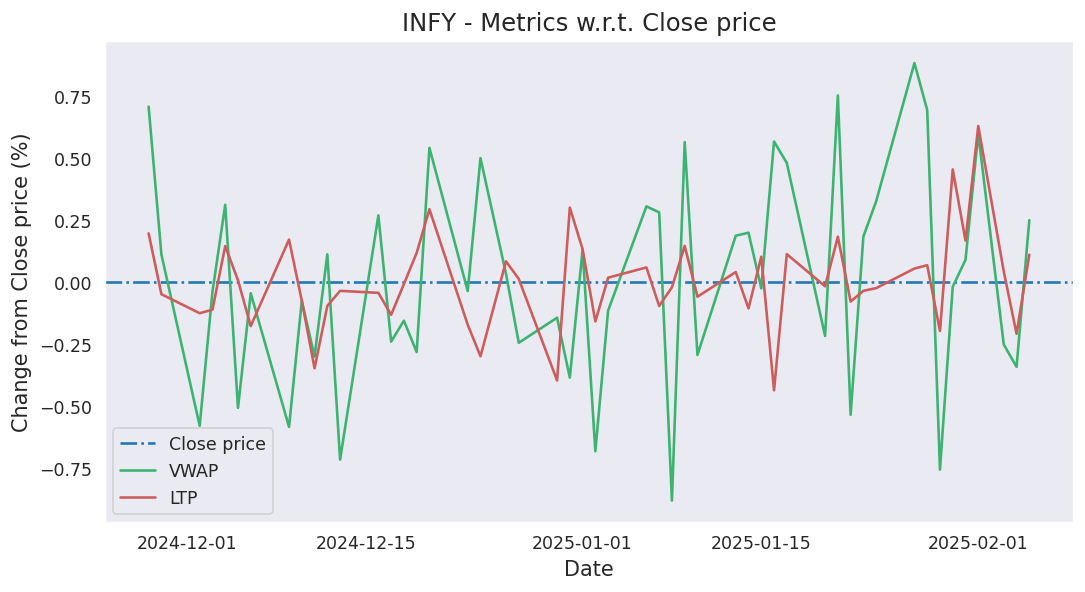 INFY - Metrics w.r.t. Close price
Change from Close price (%)
0.75
0.50
0.25
0.00
−0.25
−0.50
−0.75
Close price
VWAP
LTP
2024-12-01 2024-12-15 2025-01-01 2025-01-15 2025-02-01
Date